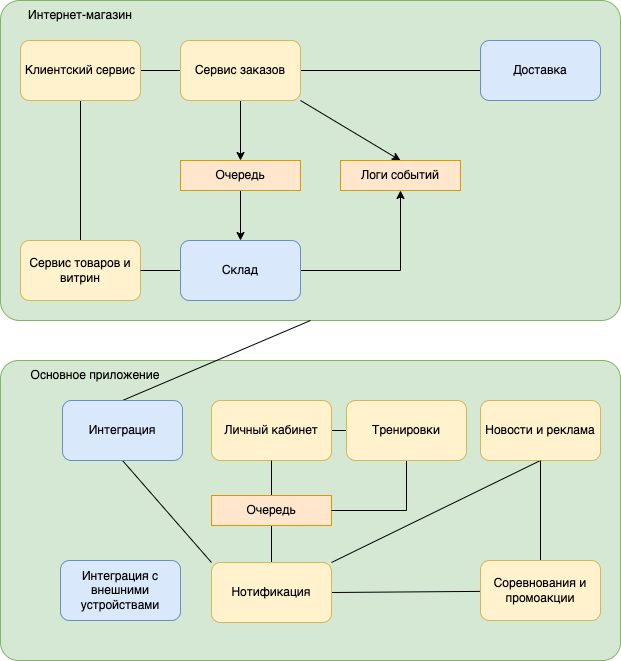 Интернет-магазин
Клиентский сервис
Сервис заказов
Доставка
Очередь
Логи событий
Сервис товаров и
витрин
Склад
Основное приложение
Интеграция
Личный кабинет
Тренировки
Новости и реклама
Очередь
Интеграция с
внешними
устройствами
Нотификация
Соревнования и
промоакции